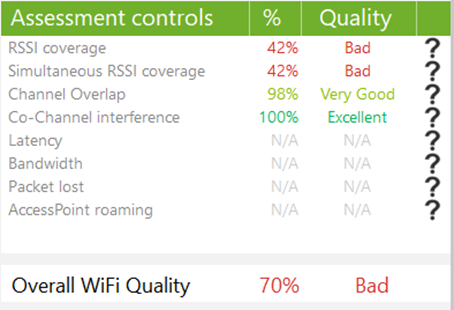 Assessment controls % Quality
RSSI coverage 42% Bad ?
Simultaneous RSSI coverage 42% Bad ?
Channel Overlap 98% Very Good ?
Co-Channel interference 100% Excellent ?
Latency N/A N/A ?
Bandwidth N/A N/A ?
Packet lost N/A N/A ?
AccessPoint roaming N/A N/A ?
Overall WiFi Quality 70% Bad